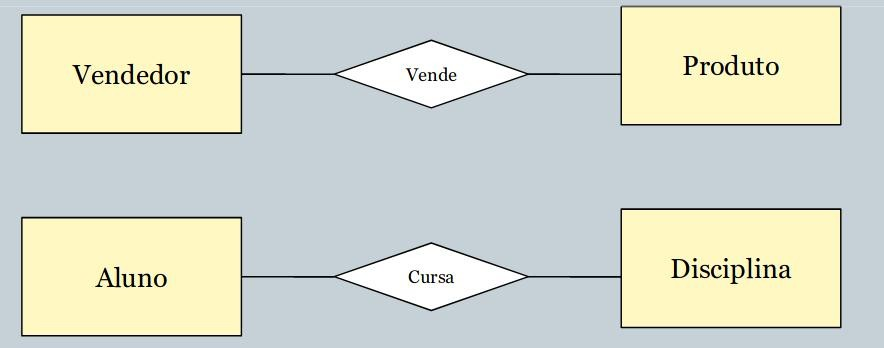 Vendedor
Vende
Produto
Aluno
Cursa
Disciplina